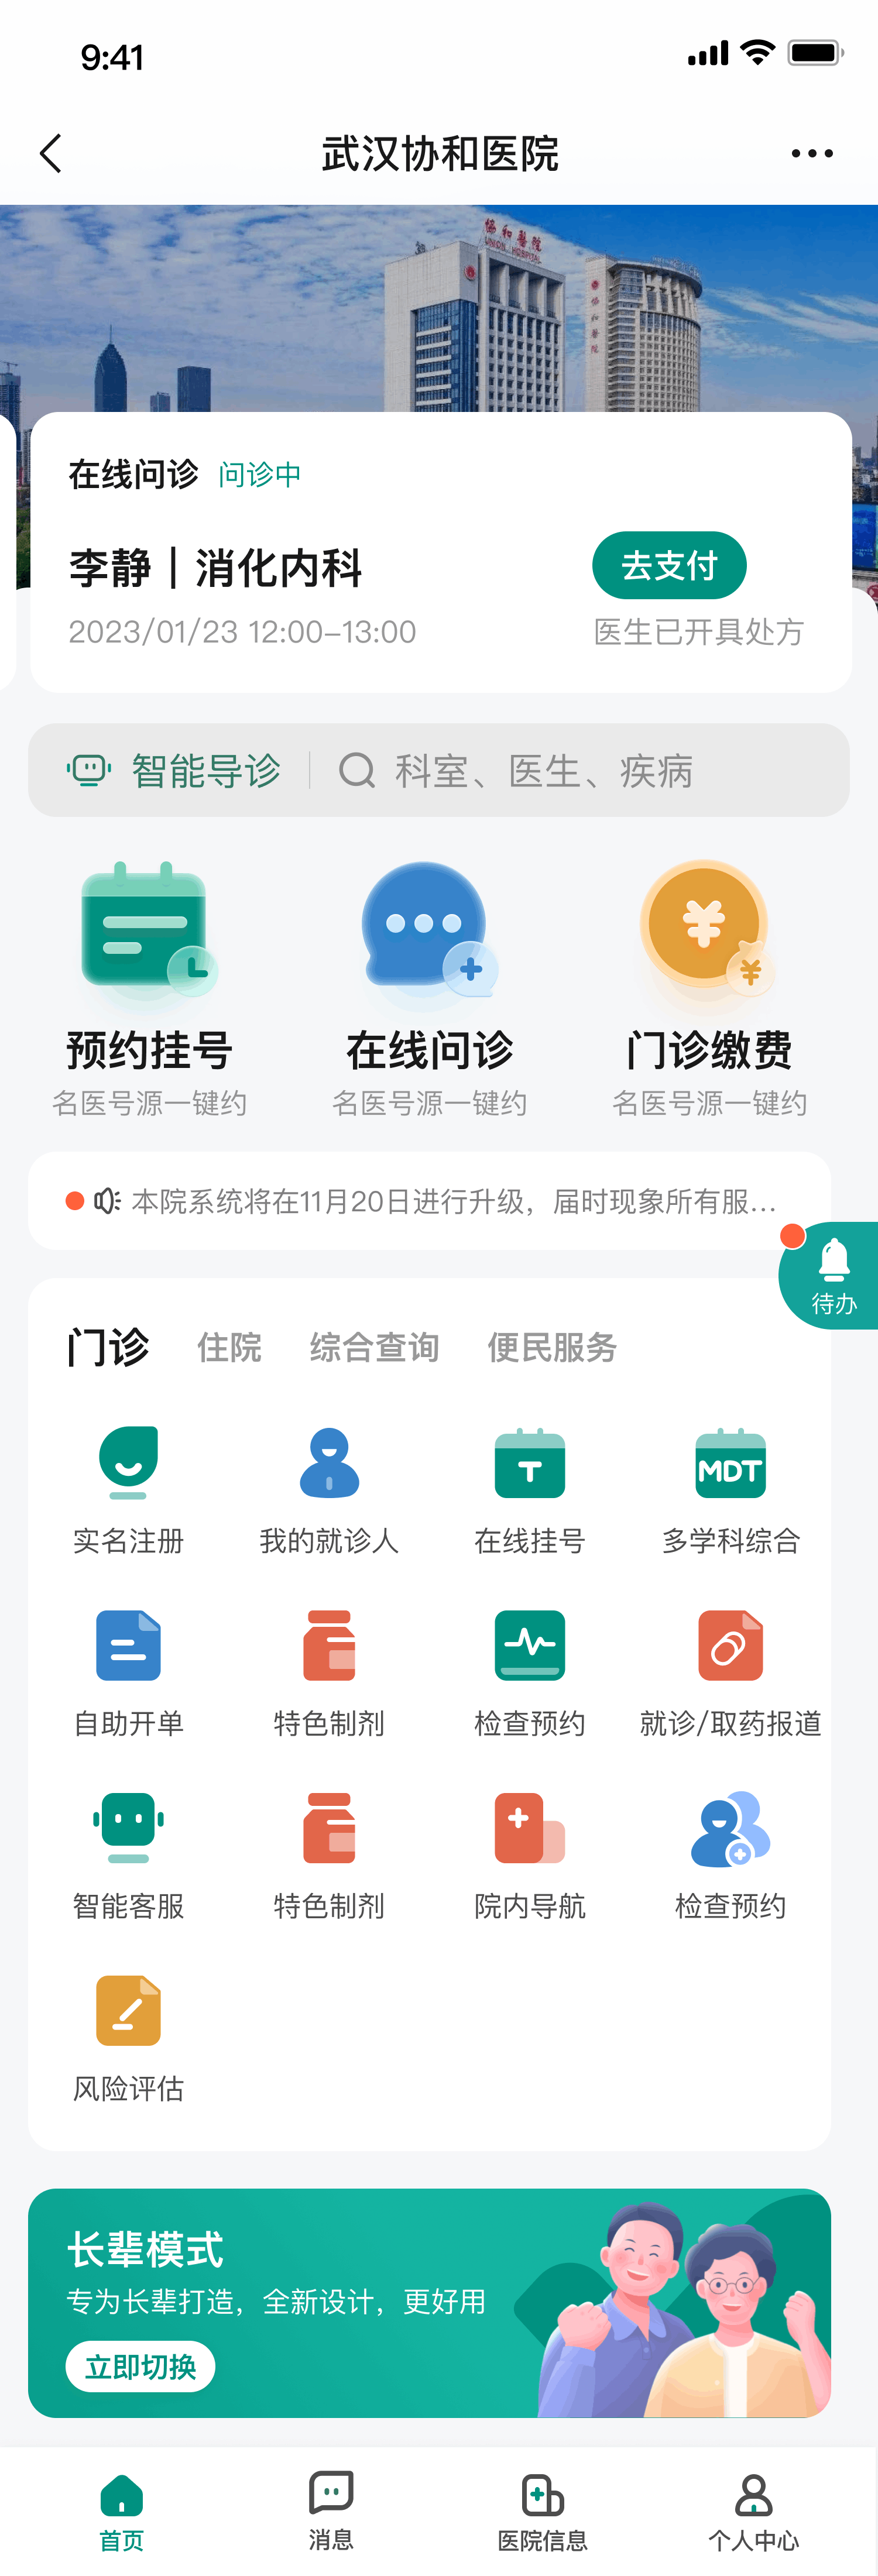 9:41
武汉协和医院
协和醫院
UNION HOSPITAL
协和醫院
在线问诊 问诊中
李静 | 消化内科
去支付
2023/01/23 12:00-13:00
医生已开具处方
智能导诊
科室、医生、疾病
预约挂号
在线问诊
门诊缴费
名医号源一键约
名医号源一键约
名医号源一键约
本院系统将在11月20日进行升级，届时现象所有服...
待办
门诊 住院 综合查询 便民服务
T
MDT
实名注册
我的就诊人
在线挂号
多学科综合
自助开单
特色制剂
检查预约
就诊/取药报道
智能客服
特色制剂
院内导航
检查预约
风险评估
长辈模式
专为长辈打造，全新设计，更好用
立即切换
首页
消息
医院信息
个人中心